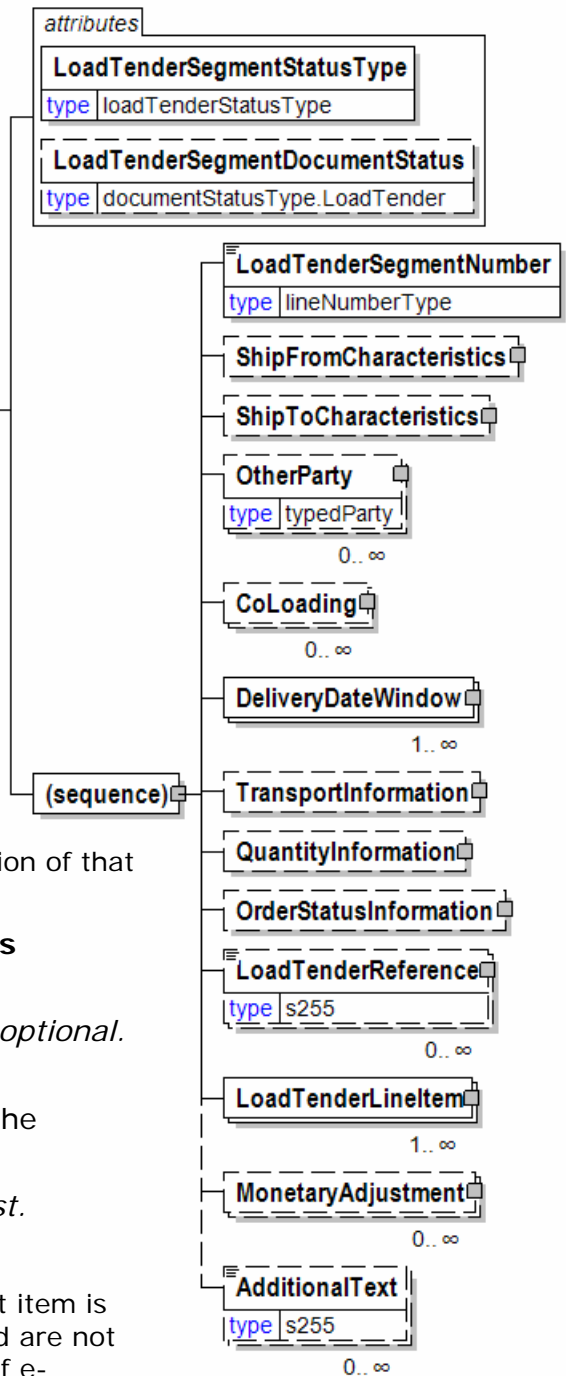 attributes
LoadTenderSegmentStatusType
type loadTenderStatusType
LoadTenderSegmentDocumentStatus
type documentStatusType.LoadTender
LoadTenderSegmentNumber
type lineNumberType
ShipFromCharacteristics
ShipToCharacteristics
OtherParty
type typedParty
0.. ∞
CoLoading
0.. ∞
DeliveryDateWindow
1.. ∞
(sequence)
TransportInformation
QuantityInformation
OrderStatusInformation
LoadTenderReference
type s255
0.. ∞
LoadTenderLineItem
1.. ∞
MonetaryAdjustment
0.. ∞
AdditionalText
type s255
0.. ∞
ion of that
s
optional.
he
st.
t item is
d are not
f e-